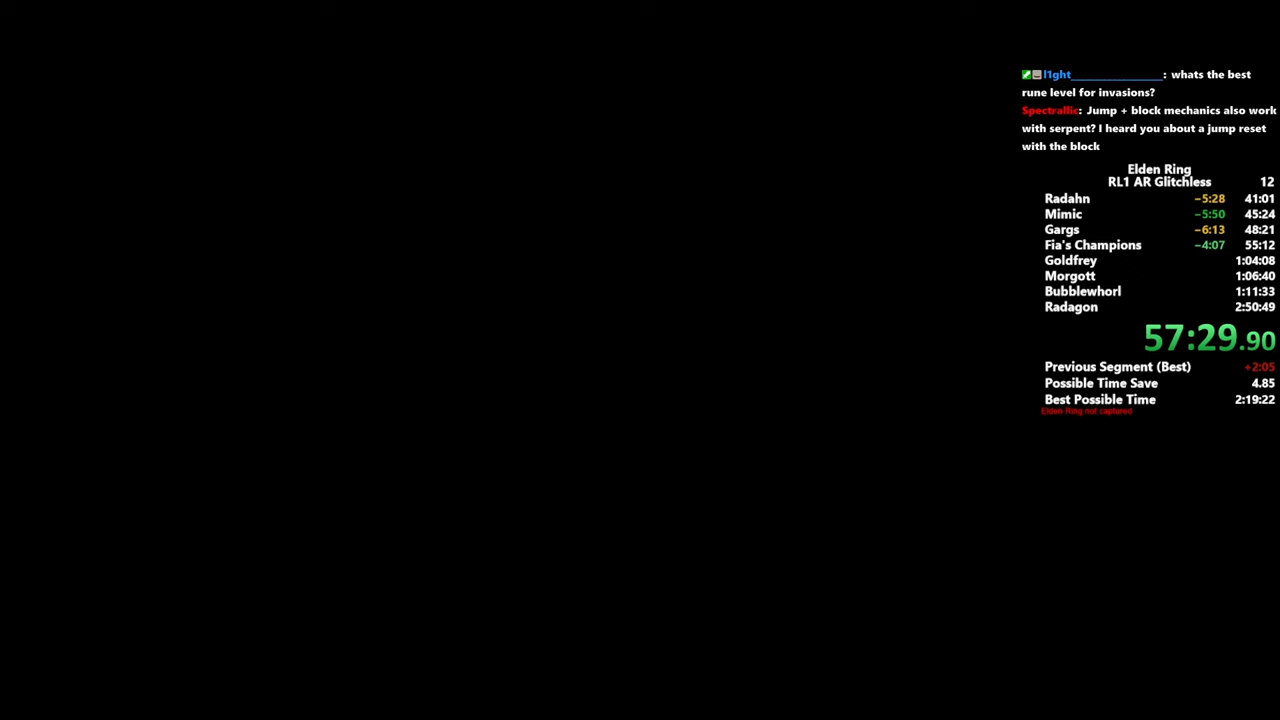 l1ght__________________: whats the best
rune level for invasions?
Spectrallic: Jump + block mechanics also work
with serpent? I heard you about a jump reset
with the block
Elden Ring
RL1 AR Glitchless 12
Radahn −5:28 41:01
Mimic −5:50 45:24
Gargs −6:13 48:21
Fia's Champions −4:07 55:12
Goldfrey 1:04:08
Morgott 1:06:40
Bubblewhorl 1:11:33
Radagon 2:50:49
57:29.90
Previous Segment (Best) +2:05
Possible Time Save 4.85
Best Possible Time 2:19:22
Elden Ring not captured